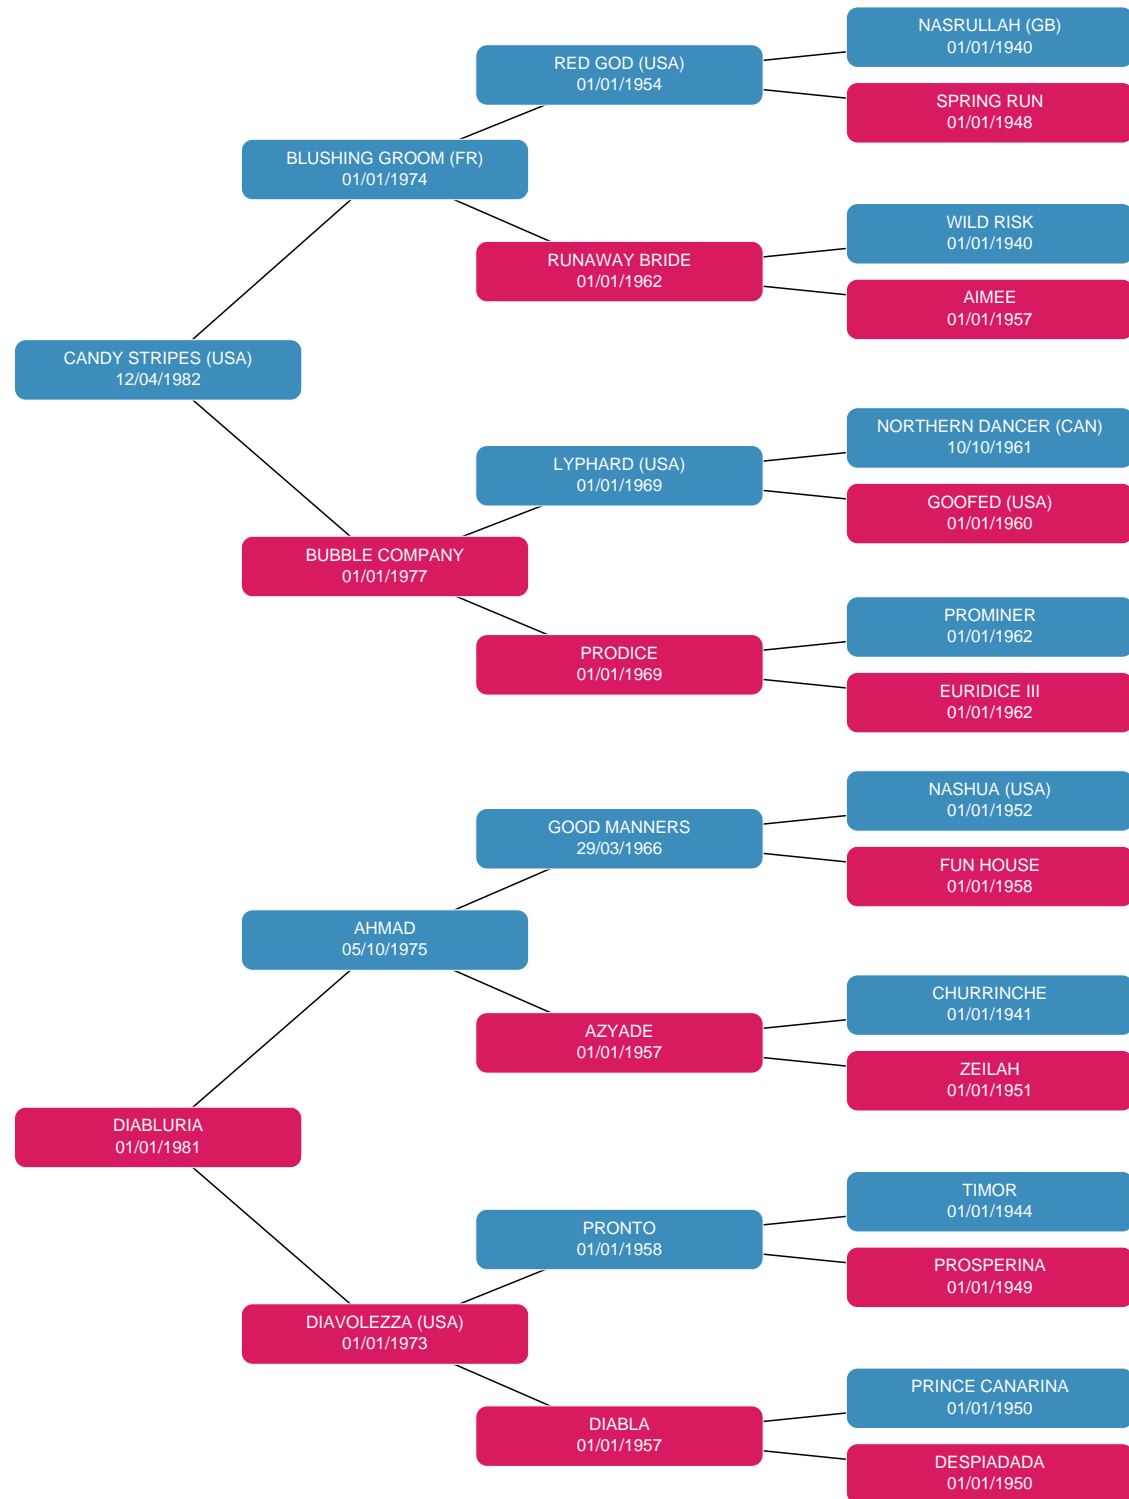 NASRULLAH (GB)
01/01/1940
RED GOD (USA)
01/01/1954
SPRING RUN
01/01/1948
BLUSHING GROOM (FR)
01/01/1974
WILD RISK
01/01/1940
RUNAWAY BRIDE
01/01/1962
AIMEE
01/01/1957
CANDY STRIPES (USA)
12/04/1982
NORTHERN DANCER (CAN)
10/10/1961
LYPHARD (USA)
01/01/1969
GOOFED (USA)
01/01/1960
BUBBLE COMPANY
01/01/1977
PROMINER
01/01/1962
PRODICE
01/01/1969
EURIDICE III
01/01/1962
NASHUA (USA)
01/01/1952
GOOD MANNERS
29/03/1966
FUN HOUSE
01/01/1958
AHMAD
05/10/1975
CHURRINCHE
01/01/1941
AZYADE
01/01/1957
ZEILAH
01/01/1951
DIABLURIA
01/01/1981
TIMOR
01/01/1944
PRONTO
01/01/1958
PROSPERINA
01/01/1949
DIAVOLEZZA (USA)
01/01/1973
PRINCE CANARINA
01/01/1950
DIABLA
01/01/1957
DESPIADADA
01/01/1950